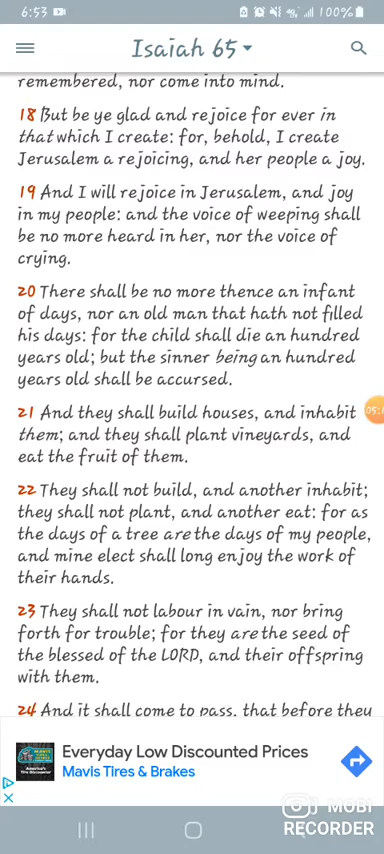 6:53 100%
Isaiah 65
remembered, nor come into mind.
18 But be ye glad and rejoice for ever in
that which I create: for, behold, I create
Jerusalem a rejoicing, and her people a joy.
19 And I will rejoice in Jerusalem, and joy
in my people: and the voice of weeping shall
be no more heard in her, nor the voice of
crying.
20 There shall be no more thence an infant
of days, nor an old man that hath not filled
his days: for the child shall die an hundred
years old; but the sinner being an hundred
years old shall be accursed.
21 And they shall build houses, and inhabit
them; and they shall plant vineyards, and
eat the fruit of them.
22 They shall not build, and another inhabit;
they shall not plant, and another eat: for as
the days of a tree are the days of my people,
and mine elect shall long enjoy the work of
their hands.
23 They shall not labour in vain, nor bring
forth for trouble; for they are the seed of
the blessed of the LORD, and their offspring
with them.
24 And it shall come to pass, that before they
Everyday Low Discounted Prices
Mavis Tires & Brakes
MOBI
RECORDER